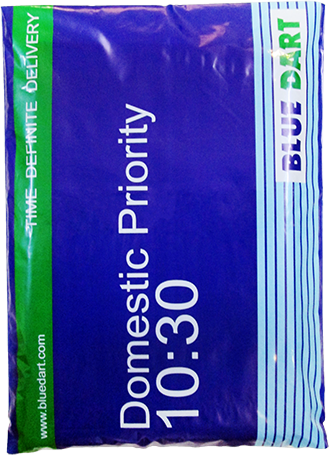 www.bluedart.com TIME DEFINITE DELIVERY
Domestic Priority
10:30
BLUE DART